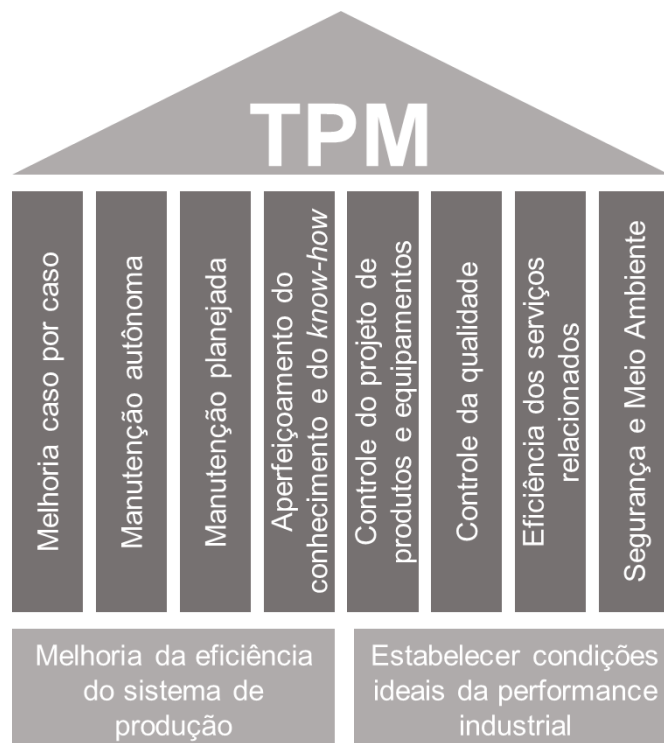 TPM
Melhoria caso por caso
Manutenção autônoma
Manutenção planejada
Aperfeiçoamento do
conhecimento e do know-how
Controle do projeto de
produtos e equipamentos
Controle da qualidade
Eficiência dos serviços
relacionados
Segurança e Meio Ambiente
Melhoria da eficiência
do sistema de
produção
Estabelecer condições
ideais da performance
industrial